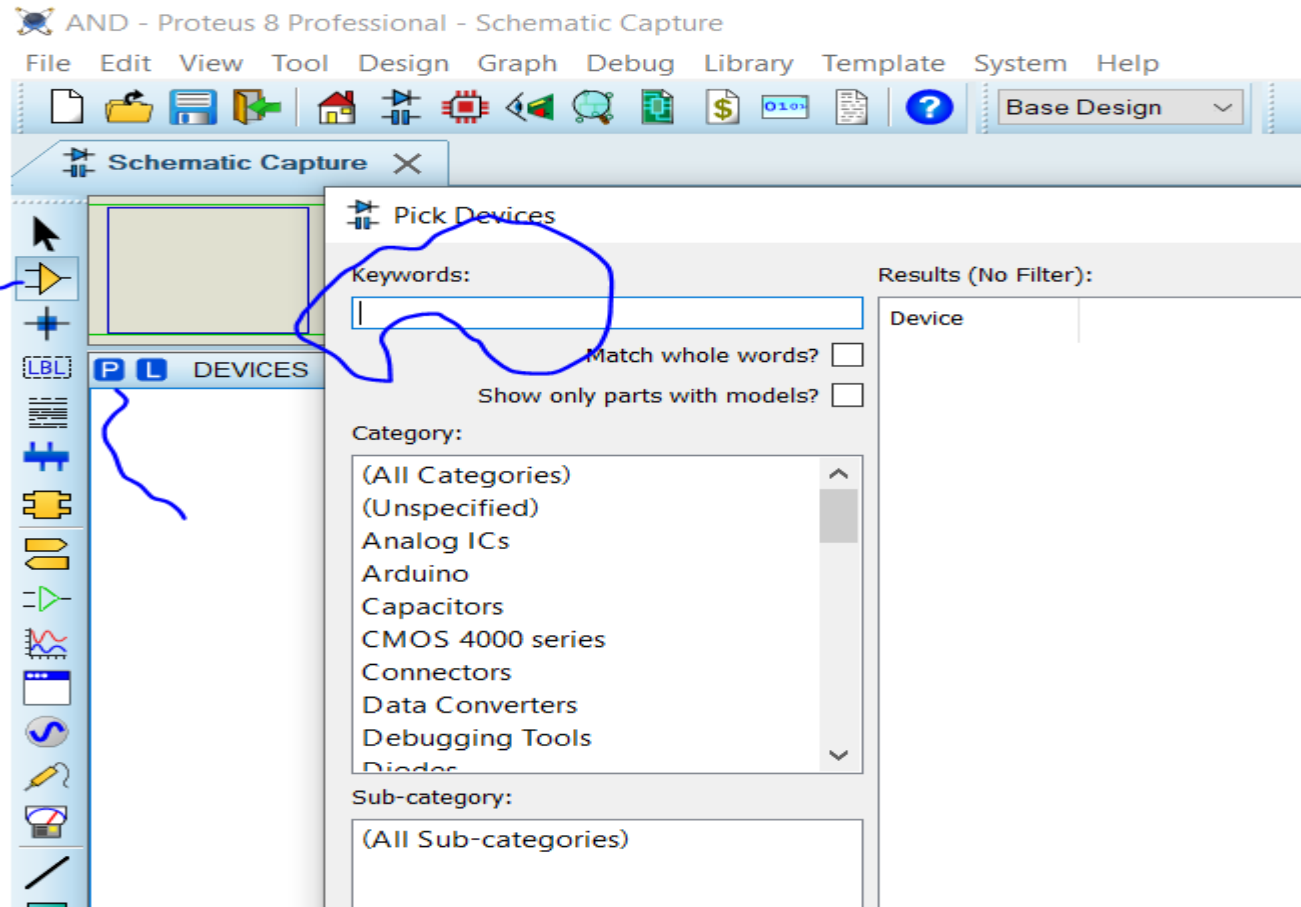 AND - Proteus 8 Professional - Schematic Capture
File Edit View Tool Design Graph Debug Library Template System Help
$ 0101 ? Base Design
Schematic Capture
Pick Devices
Keywords:
Results (No Filter):
Device
LBL
P L DEVICES
Match whole words?
Show only parts with models?
Category:
(All Categories)
(Unspecified)
Analog ICs
Arduino
Capacitors
CMOS 4000 series
Connectors
Data Converters
Debugging Tools
Diodes
Sub-category:
(All Sub-categories)